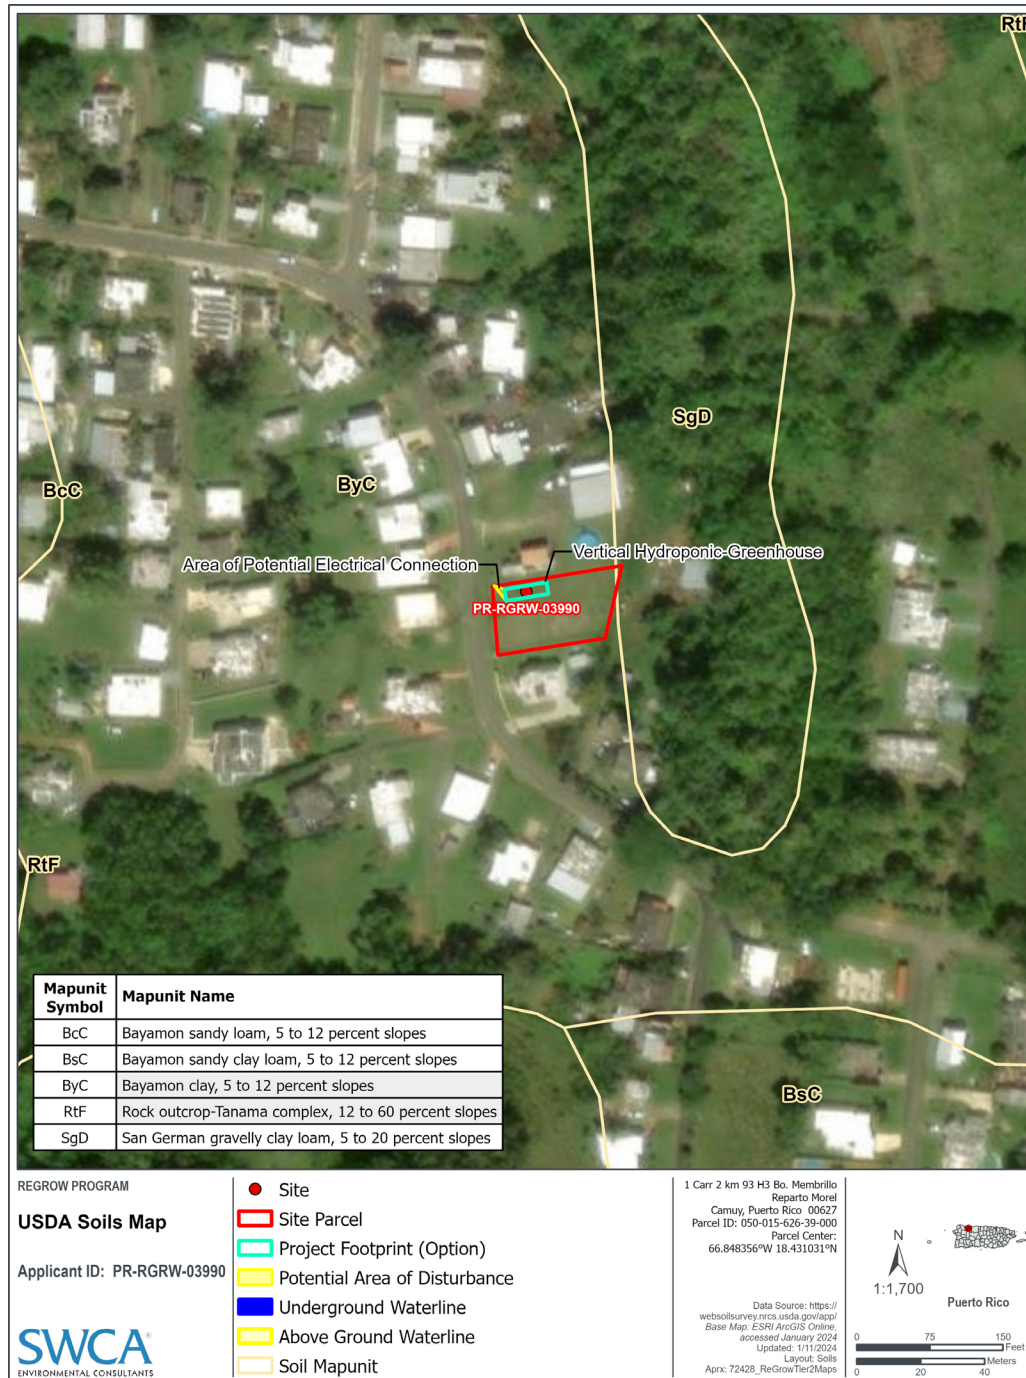 RtF
SgD
ByC
BcC
Area of Potential Electrical Connection
Vertical Hydroponic-Greenhouse
PR-RGRW-03990
RtF
BsC
Mapunit Symbol Mapunit Name
BcC Bayamon sandy loam, 5 to 12 percent slopes
BsC Bayamon sandy clay loam, 5 to 12 percent slopes
ByC Bayamon clay, 5 to 12 percent slopes
RtF Rock outcrop-Tanama complex, 12 to 60 percent slopes
SgD San German gravelly clay loam, 5 to 20 percent slopes
REGROW PROGRAM
USDA Soils Map
Applicant ID: PR-RGRW-03990
SWCA®
ENVIRONMENTAL CONSULTANTS
Site
Site Parcel
Project Footprint (Option)
Potential Area of Disturbance
Underground Waterline
Above Ground Waterline
Soil Mapunit
1 Carr 2 km 93 H3 Bo. Membrillo
Reparto Morel
Camuy, Puerto Rico 00627
Parcel ID: 050-015-626-39-000
Parcel Center:
66.848356°W 18.431031°N
Data Source: https://
websoilsurvey.nrcs.usda.gov/app/
Base Map: ESRI ArcGIS Online,
accessed January 2024
Updated: 1/11/2024
Layout: Soils
Aprx: 72428_ReGrowTier2Maps
N
1:1,700
Puerto Rico
0 75 150
Feet
Meters
0 20 40